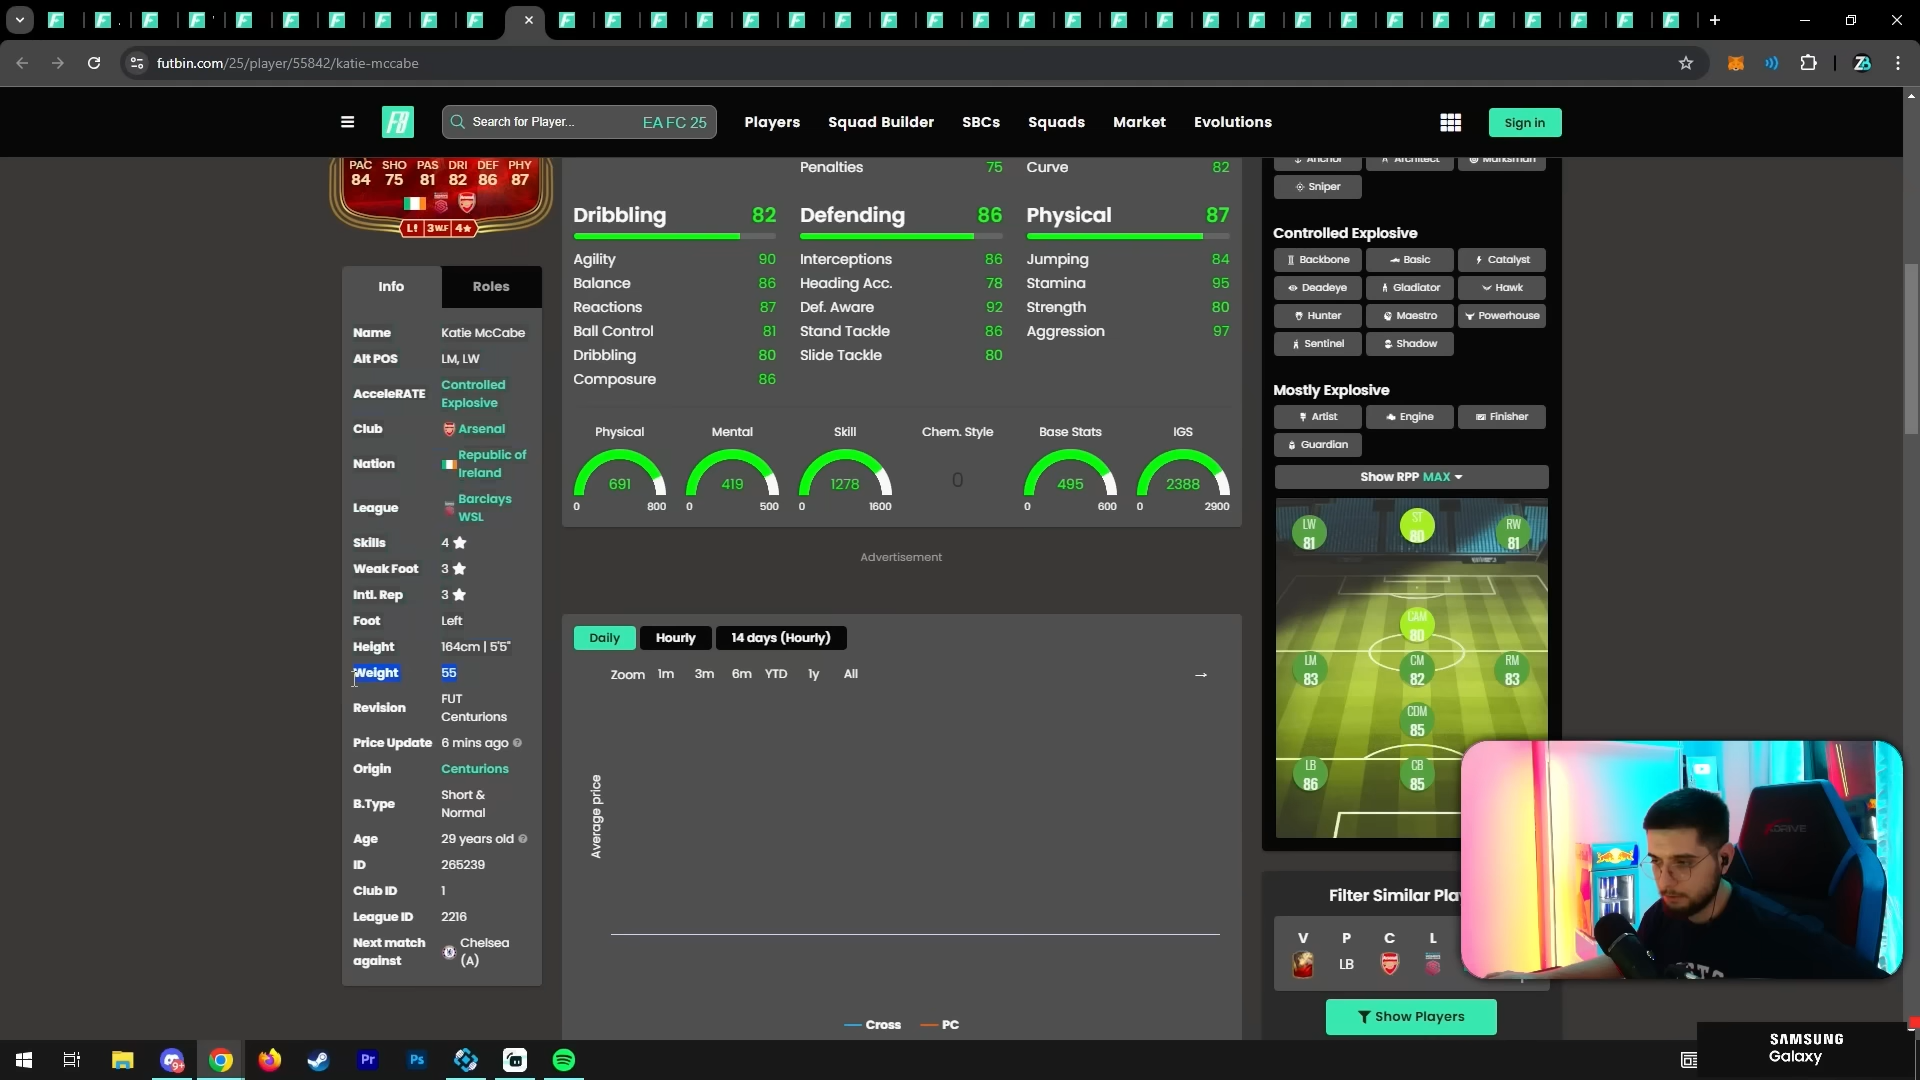 futbin.com/25/player/55842/katie-mccabe
Search for Player... EA FC 25
Players
Squad Builder
SBCs
Squads
Market
Evolutions
Sign in
PAC SHO PAS DRI DEF PHY
84 75 81 82 86 87
L! 3W.F 4★
Info Roles
Name Katie McCabe
Alt POS LM, LW
AcceleRATE Controlled
Explosive
Club Arsenal
Nation Republic of
Ireland
League Barclays
WSL
Skills 4 ★
Weak Foot 3 ★
Intl. Rep 3 ★
Foot Left
Height 164cm | 5'5"
Weight 55
Revision FUT
Centurions
Price Update 6 mins ago
Origin Centurions
B.Type Short &
Normal
Age 29 years old
ID 265239
Club ID 1
League ID 2216
Next match
against Chelsea
(A)
Penalties 75
Curve 82
Dribbling 82
Agility 90
Balance 86
Reactions 87
Ball Control 81
Dribbling 80
Composure 86
Defending 86
Interceptions 86
Heading Acc. 78
Def. Aware 92
Stand Tackle 86
Slide Tackle 80
Physical 87
Jumping 84
Stamina 95
Strength 80
Aggression 97
Physical Mental Skill Chem. Style Base Stats IGS
691 419 1278 0 495 2388
0 800 0 500 0 1600 0 600 0 2900
Advertisement
Daily Hourly 14 days (Hourly)
Zoom 1m 3m 6m YTD 1y All →
Average price
Cross PC
Anchor Architect Marksman
Sniper
Controlled Explosive
Backbone Basic Catalyst
Deadeye Gladiator Hawk
Hunter Maestro Powerhouse
Sentinel Shadow
Mostly Explosive
Artist Engine Finisher
Guardian
Show RPP MAX
LW ST RW
81 80 81
CAM
80
LM CM RM
83 82 83
CDM
85
LB CB
86 85
Filter Similar Pla
V P C L
LB
Show Players
XDRIVE
Red Bull
Pr
Ps
9+
SAMSUNG
Galaxy